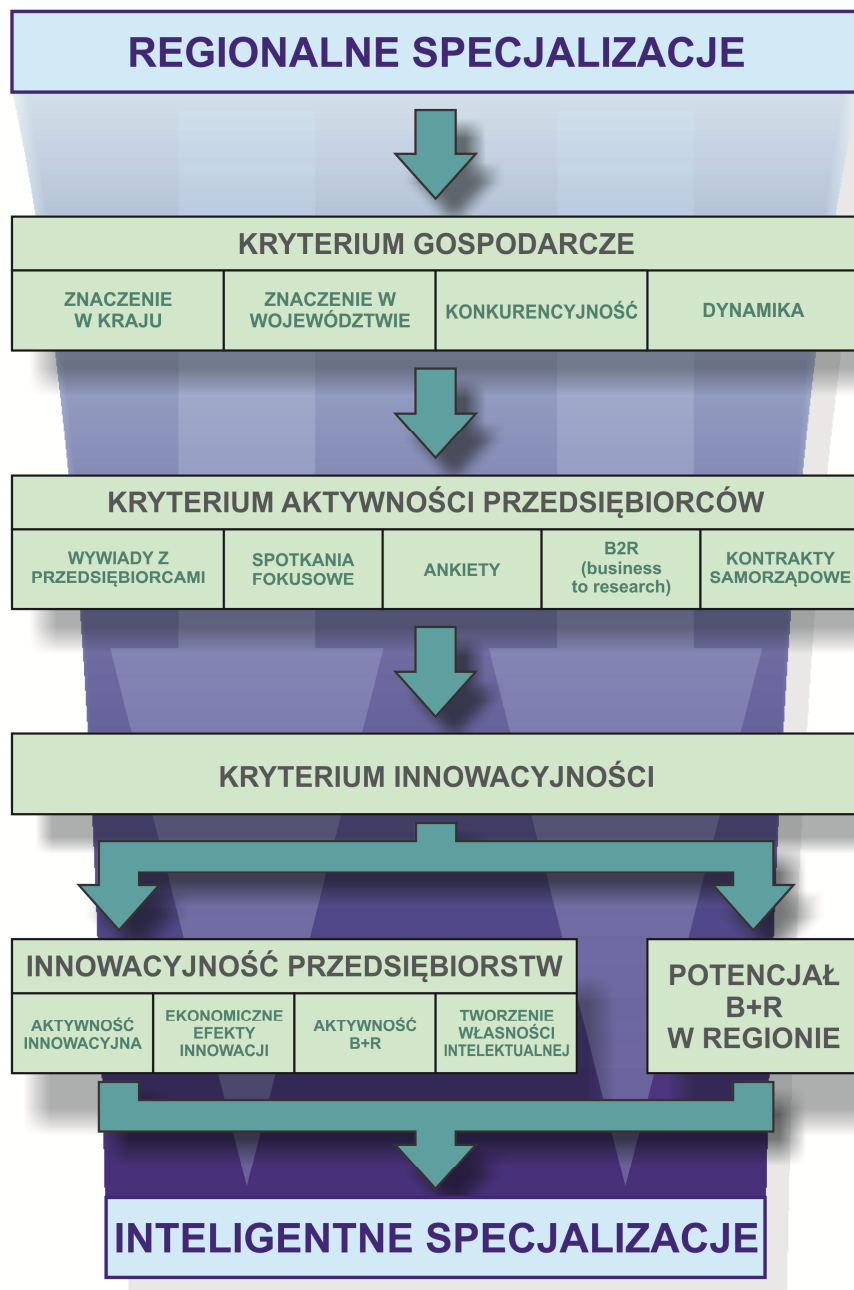 REGIONALNE SPECJALIZACJE
KRYTERIUM GOSPODARCZE
ZNACZENIE
W KRAJU
ZNACZENIE W
WOJEWÓDZTWIE
KONKURENCYJNOŚĆ
DYNAMIKA
KRYTERIUM AKTYWNOŚCI PRZEDSIĘBIORCÓW
WYWIADY Z
PRZEDSIĘBIORCAMI
SPOTKANIA
FOKUSOWE
ANKIETY
B2R
(business
to research)
KONTRAKTY
SAMORZĄDOWE
KRYTERIUM INNOWACYJNOŚCI
INNOWACYJNOŚĆ PRZEDSIĘBIORSTW
AKTYWNOŚĆ
INNOWACYJNA
EKONOMICZNE
EFEKTY
INNOWACJI
AKTYWNOŚĆ
B+R
TWORZENIE
WŁASNOŚCI
INTELEKTUALNEJ
POTENCJAŁ
B+R
W REGIONIE
INTELIGENTNE SPECJALIZACJE